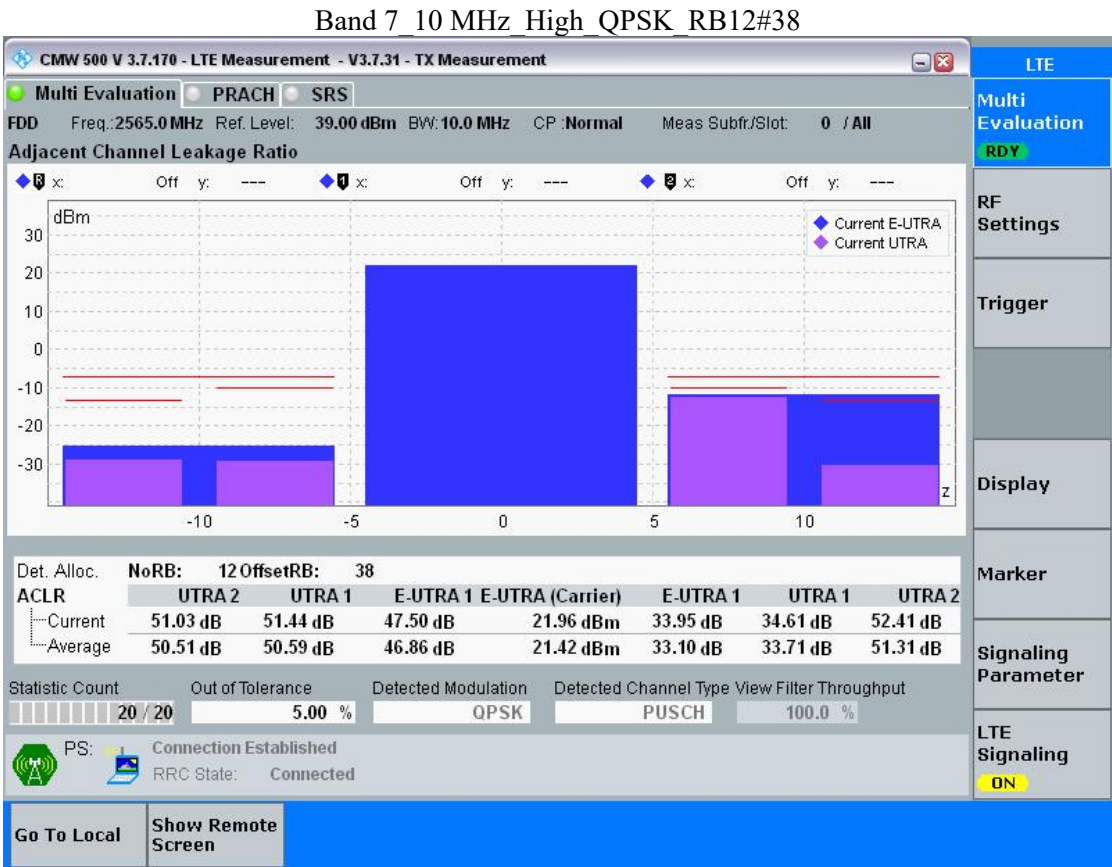 Band 7_10 MHz_High_QPSK_RB12#38
CMW 500 V 3.7.170 - LTE Measurement - V3.7.31 - TX Measurement
LTE
Multi Evaluation PRACH SRS
Multi
Evaluation
RDY
FDD Freq.:2565.0 MHz Ref. Level: 39.00 dBm BW: 10.0 MHz CP :Normal Meas Subfr./Slot: 0 / All
Adjacent Channel Leakage Ratio
R x: Off y: --- 1 x: Off y: --- 2 x: Off y: ---
RF
Settings
dBm
Current E-UTRA
Current UTRA
30
20
10
0
-10
-20
-30
z
-10 -5 0 5 10
Trigger
Display
Det. Alloc. NoRB: 12 OffsetRB: 38
ACLR UTRA 2 UTRA 1 E-UTRA 1 E-UTRA (Carrier) E-UTRA 1 UTRA 1 UTRA 2
Current 51.03 dB 51.44 dB 47.50 dB 21.96 dBm 33.95 dB 34.61 dB 52.41 dB
Average 50.51 dB 50.59 dB 46.86 dB 21.42 dBm 33.10 dB 33.71 dB 51.31 dB
Marker
Signaling
Parameter
Statistic Count Out of Tolerance Detected Modulation Detected Channel Type View Filter Throughput
20 / 20 5.00 % QPSK PUSCH 100.0 %
PS: Connection Established
RRC State: Connected
LTE
Signaling
ON
Go To Local
Show Remote
Screen